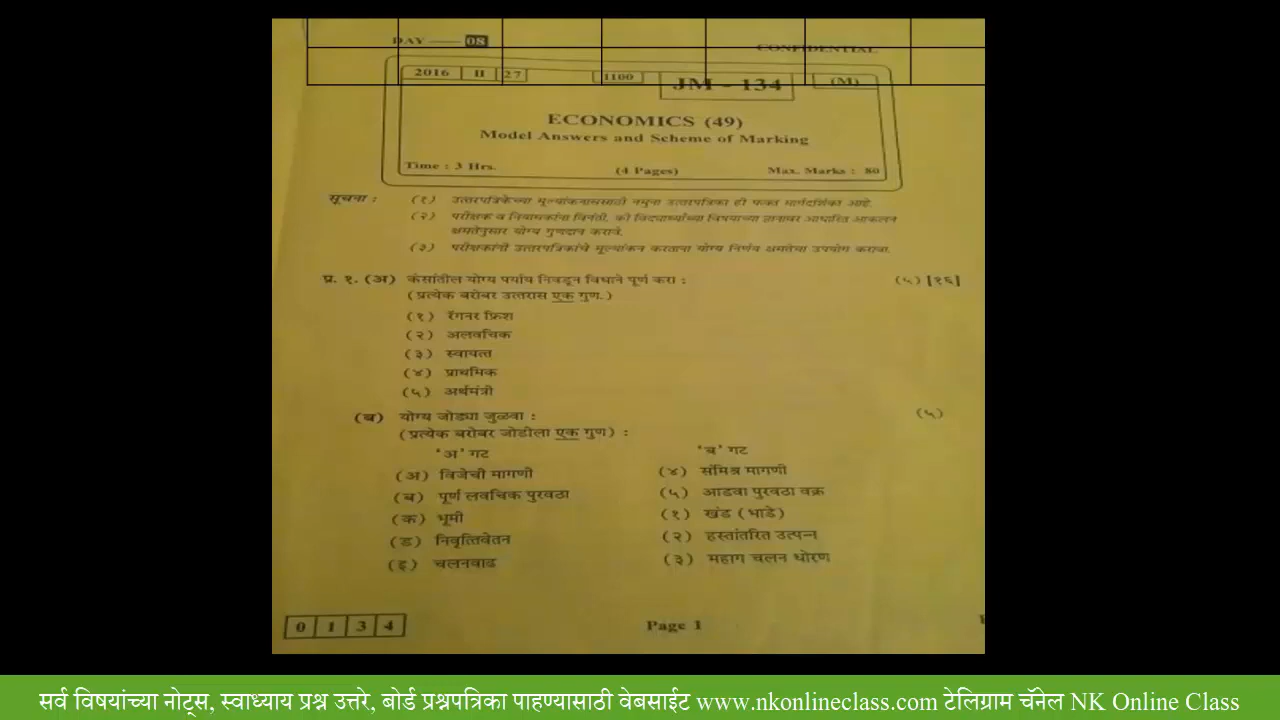 DAY — 08
CONFIDENTIAL
2016 II 27 1100 JM - 134 (M)
ECONOMICS (49)
Model Answers and Scheme of Marking
Time : 3 Hrs. (4 Pages) Max. Marks : 80
सूचना : (१) उत्तरपत्रिकेच्या मूल्यांकनासाठी नमुना उत्तरपत्रिका ही फक्त मार्गदर्शिका आहे.
(२) परीक्षक व नियामकांना विनंती, की विद्यार्थ्यांच्या विषयाच्या ज्ञानावर आधारित आकलन
क्षमतेनुसार योग्य गुणदान करावे.
(३) परीक्षकांनी उत्तरपत्रिकांचे मूल्यांकन करताना योग्य निर्णय क्षमतेचा उपयोग करावा.
प्र. १. (अ) कंसांतील योग्य पर्याय निवडून विधाने पूर्ण करा : (५) [१६]
(प्रत्येक बरोबर उत्तरास एक गुण.)
(१) रॅगनर फ्रिश
(२) अलवचिक
(३) स्वायत्त
(४) प्राथमिक
(५) अर्थमंत्री
(ब) योग्य जोड्या जुळवा : (५)
(प्रत्येक बरोबर जोडीला एक गुण) :
'अ' गट 'ब' गट
(अ) विजेची मागणी (४) संमिश्र मागणी
(ब) पूर्ण लवचिक पुरवठा (५) आडवा पुरवठा वक्र
(क) भूमी (१) खंड (भाडे)
(ड) निवृत्तिवेतन (२) हस्तांतरित उत्पन्न
(इ) चलनवाढ (३) महाग चलन धोरण
0 1 3 4 Page 1
सर्व विषयांच्या नोट्स, स्वाध्याय प्रश्न उत्तरे, बोर्ड प्रश्नपत्रिका पाहण्यासाठी वेबसाईट www.nkonlineclass.com टेलिग्राम चॅनेल NK Online Class